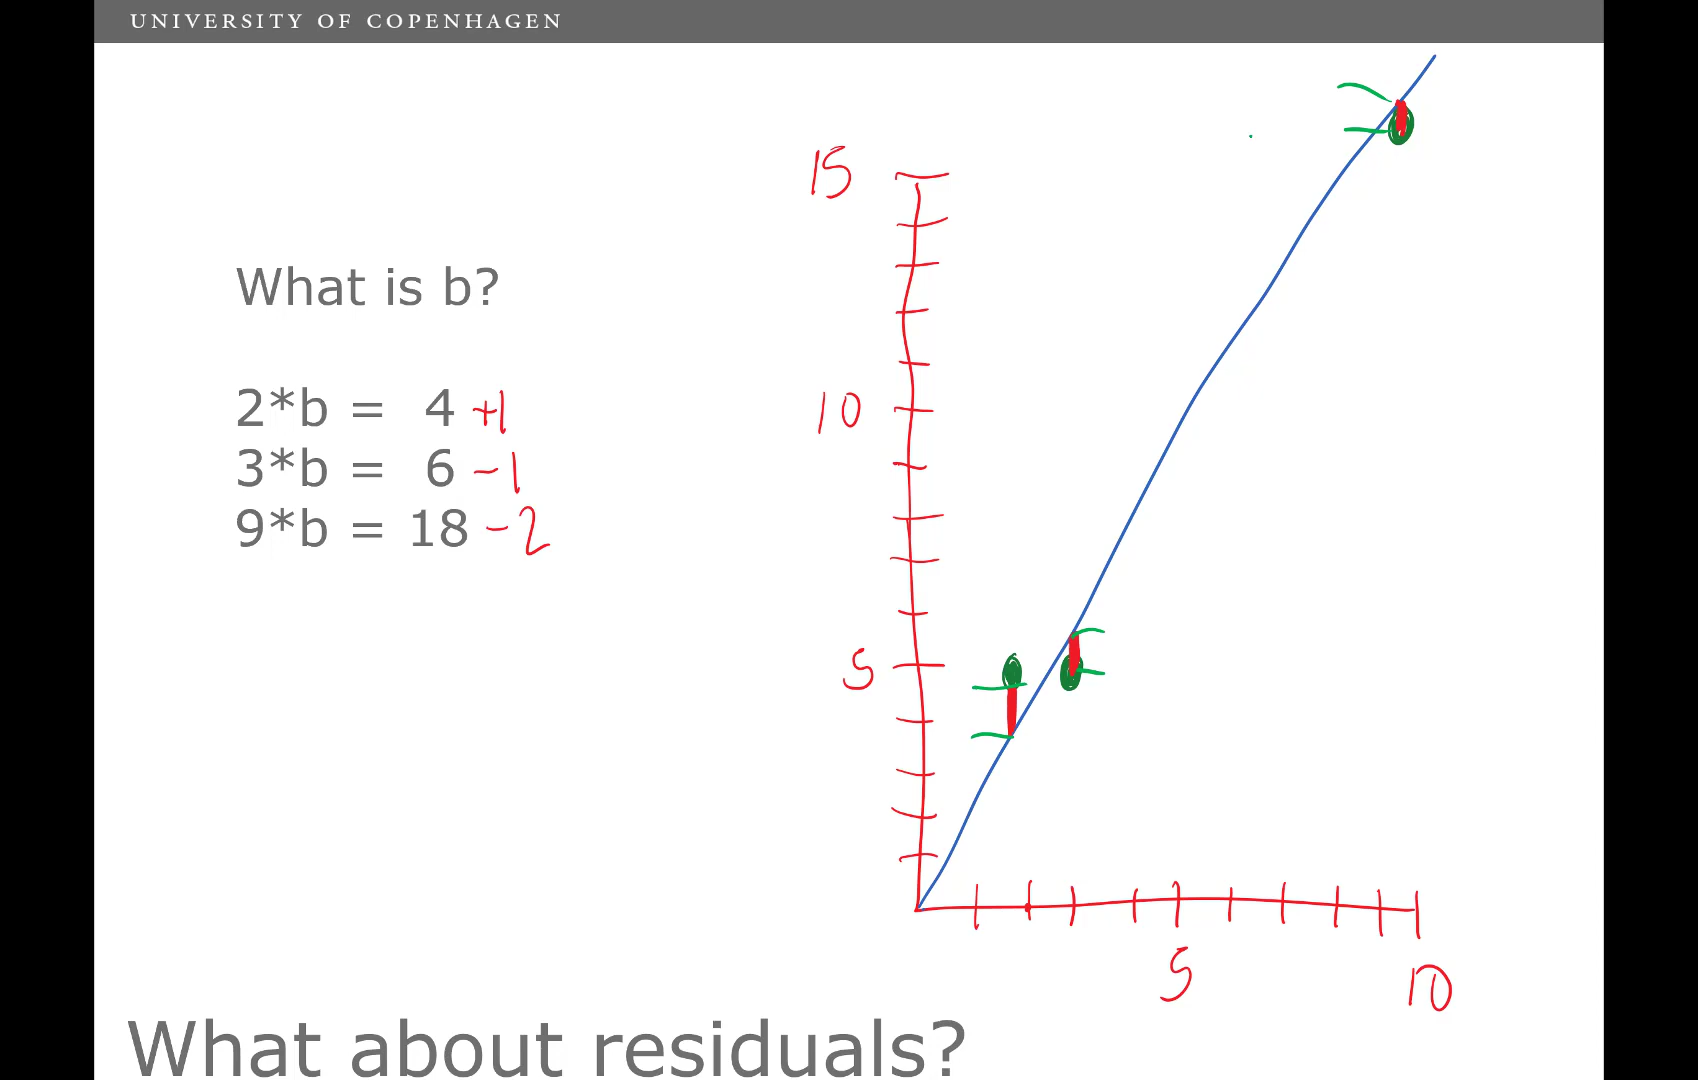 UNIVERSITY OF COPENHAGEN
What is b?
2*b = 4 +1
3*b = 6 -1
9*b = 18 -2
15
10
5
5
10
What about residuals?